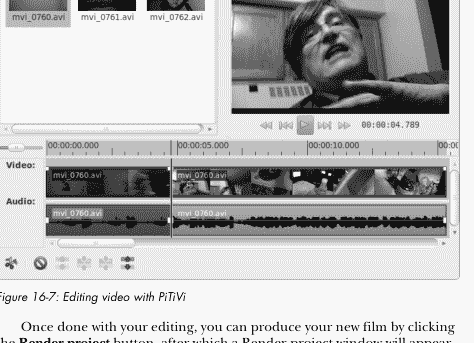 mvi_0760.avi mvi_0761.avi mvi_0762.avi
00:00:04.789
00:00:00.000 00:00:05.000 00:00:10.000
Video:
mvi_0760.avi mvi_0760.avi
Audio:
mvi_0760.avi mvi_0760.avi
Figure 16-7: Editing video with PiTiVi
Once done with your editing, you can produce your new film by clicking
Render project button, after which a Render project window will appear